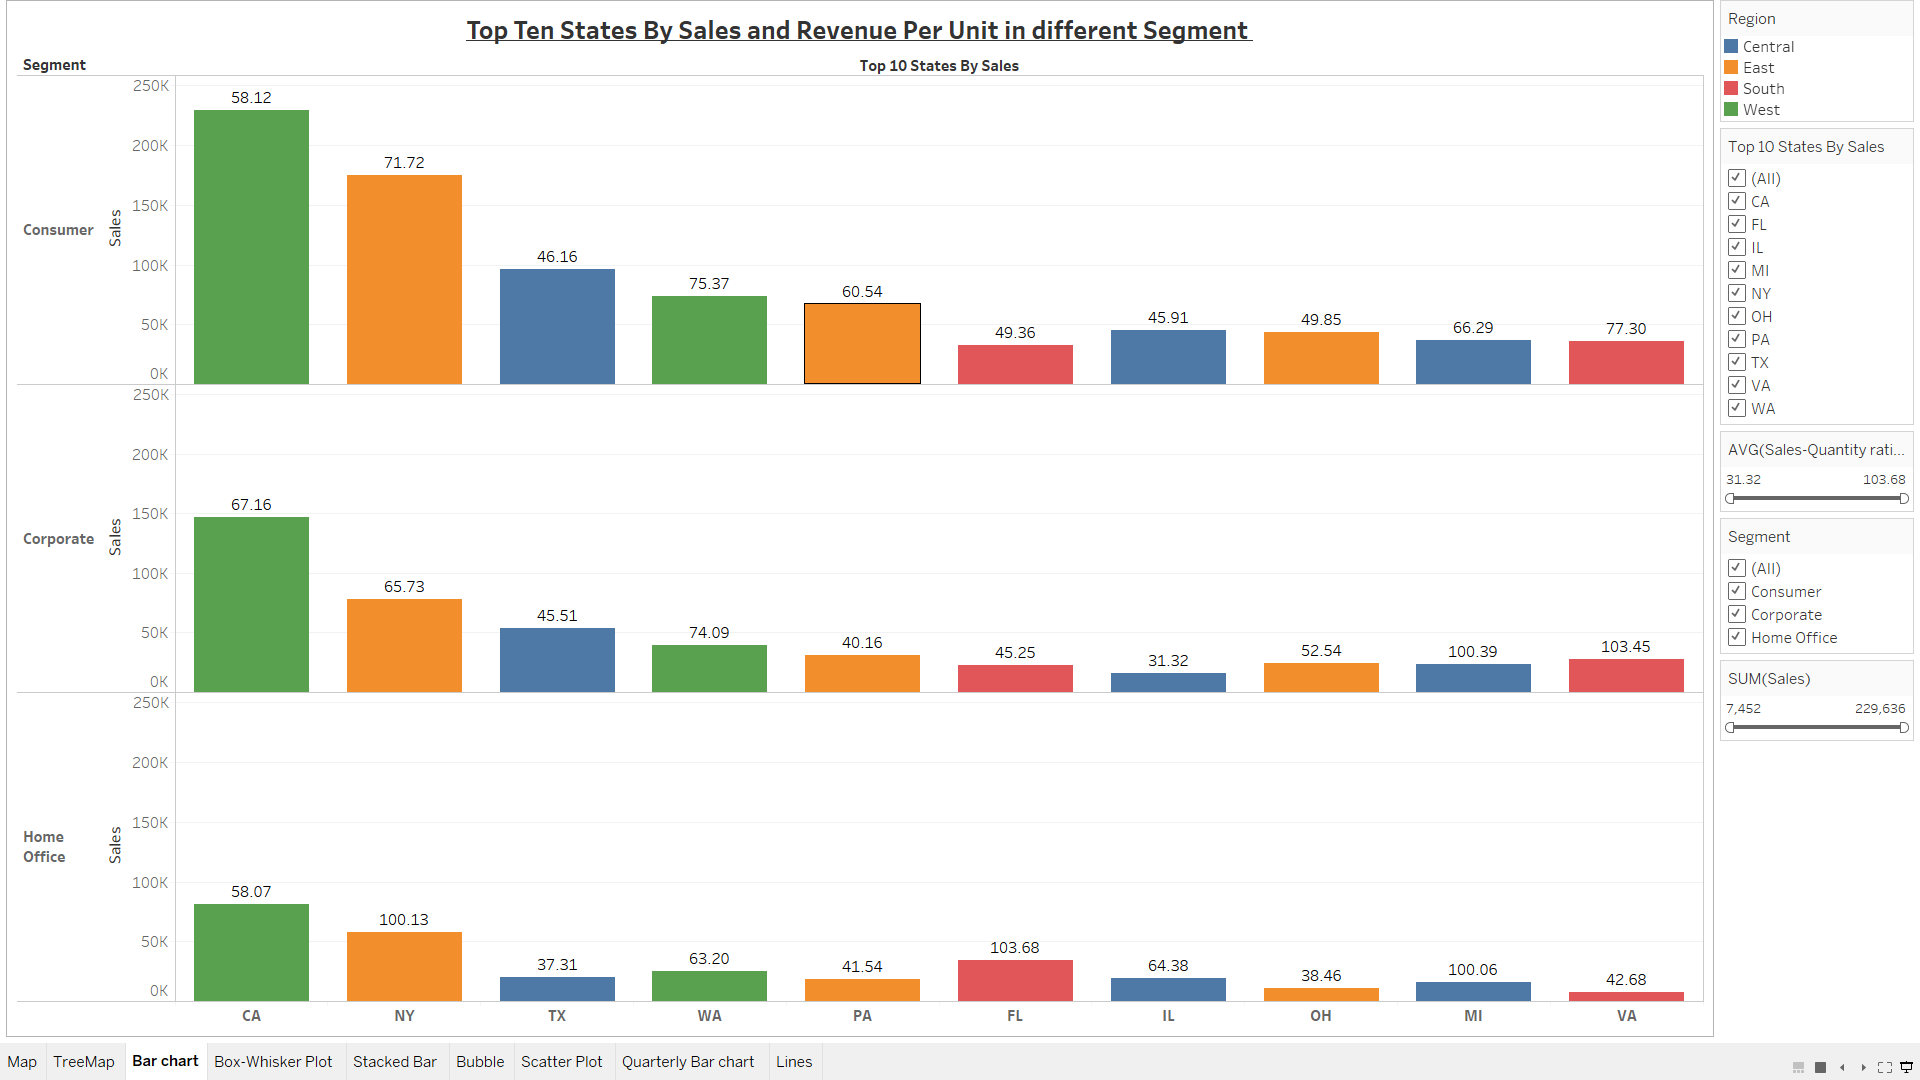 Top Ten States By Sales and Revenue Per Unit in different Segment
Segment
Top 10 States By Sales
Consumer
Sales
250K
200K
150K
100K
50K
0K
58.12
71.72
46.16
75.37
60.54
49.36
45.91
49.85
66.29
77.30
Corporate
Sales
250K
200K
150K
100K
50K
0K
67.16
65.73
45.51
74.09
40.16
45.25
31.32
52.54
100.39
103.45
Home
Office
Sales
250K
200K
150K
100K
50K
0K
58.07
100.13
37.31
63.20
41.54
103.68
64.38
38.46
100.06
42.68
CA NY TX WA PA FL IL OH MI VA
Region
Central
East
South
West
Top 10 States By Sales
(All)
CA
FL
IL
MI
NY
OH
PA
TX
VA
WA
AVG(Sales-Quantity rati...
31.32 103.68
Segment
(All)
Consumer
Corporate
Home Office
SUM(Sales)
7,452 229,636
Map TreeMap Bar chart Box-Whisker Plot Stacked Bar Bubble Scatter Plot Quarterly Bar chart Lines